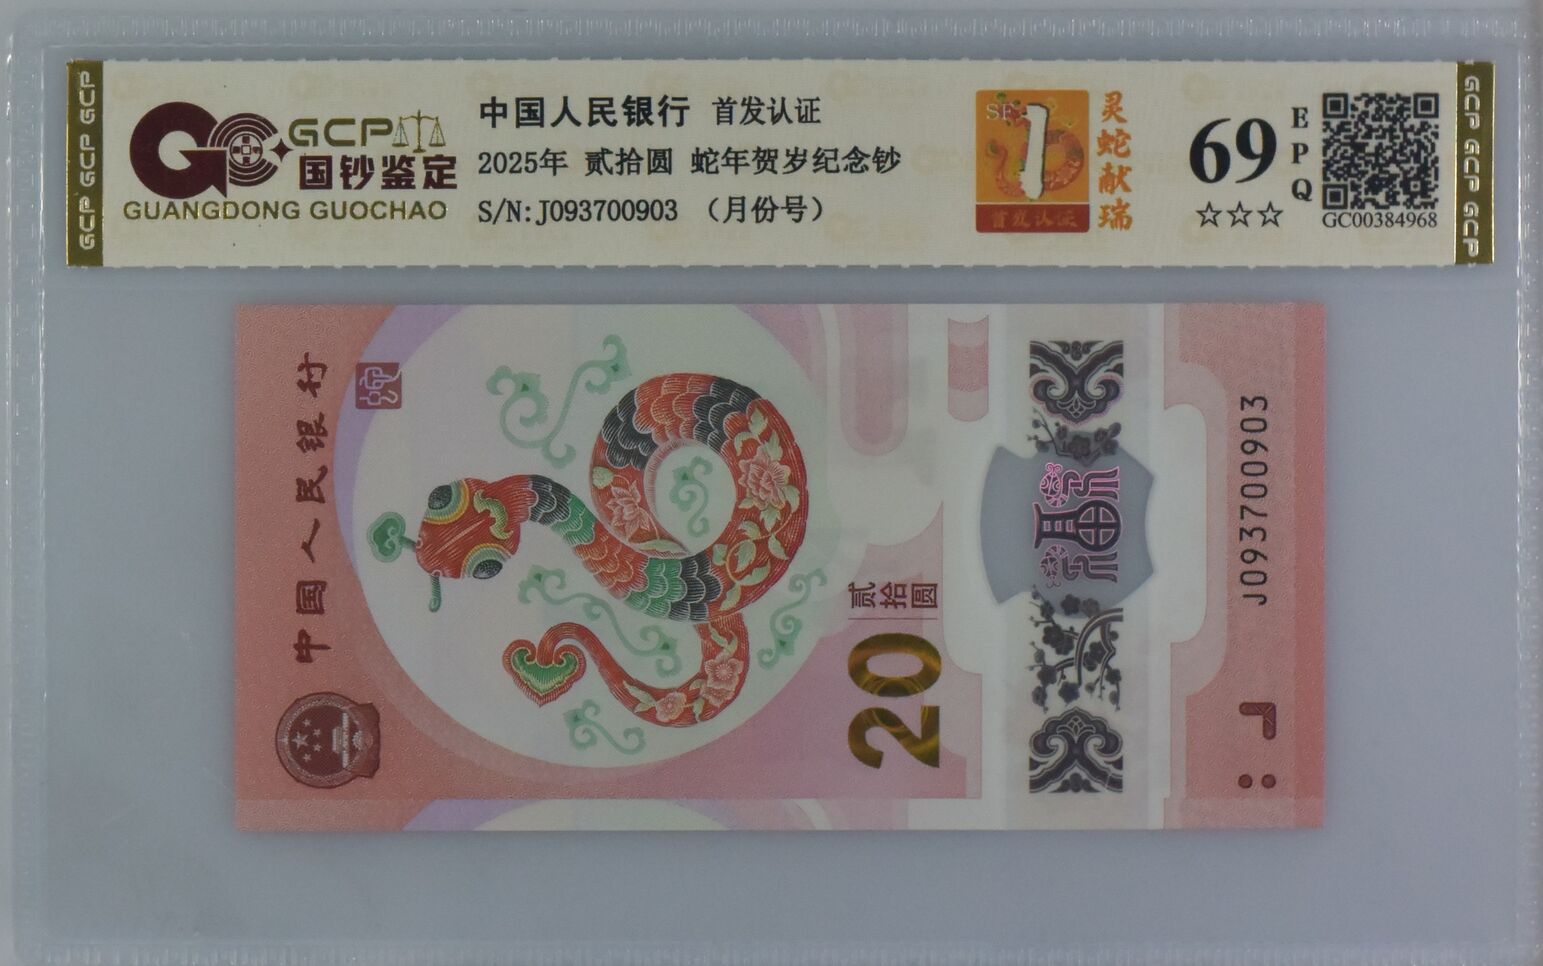 GCP GCP GCP
GCP
国钞鉴定
GUANGDONG GUOCHAO
中国人民银行 首发认证
2025年 贰拾圆 蛇年贺岁纪念钞
S/N:J093700903 （月份号）
1
首发认证
灵蛇献瑞
69
EPQ
☆☆☆
GC00384968
GCP GCP GCP
中國人民银行
贰拾圆
20
福
J093700903